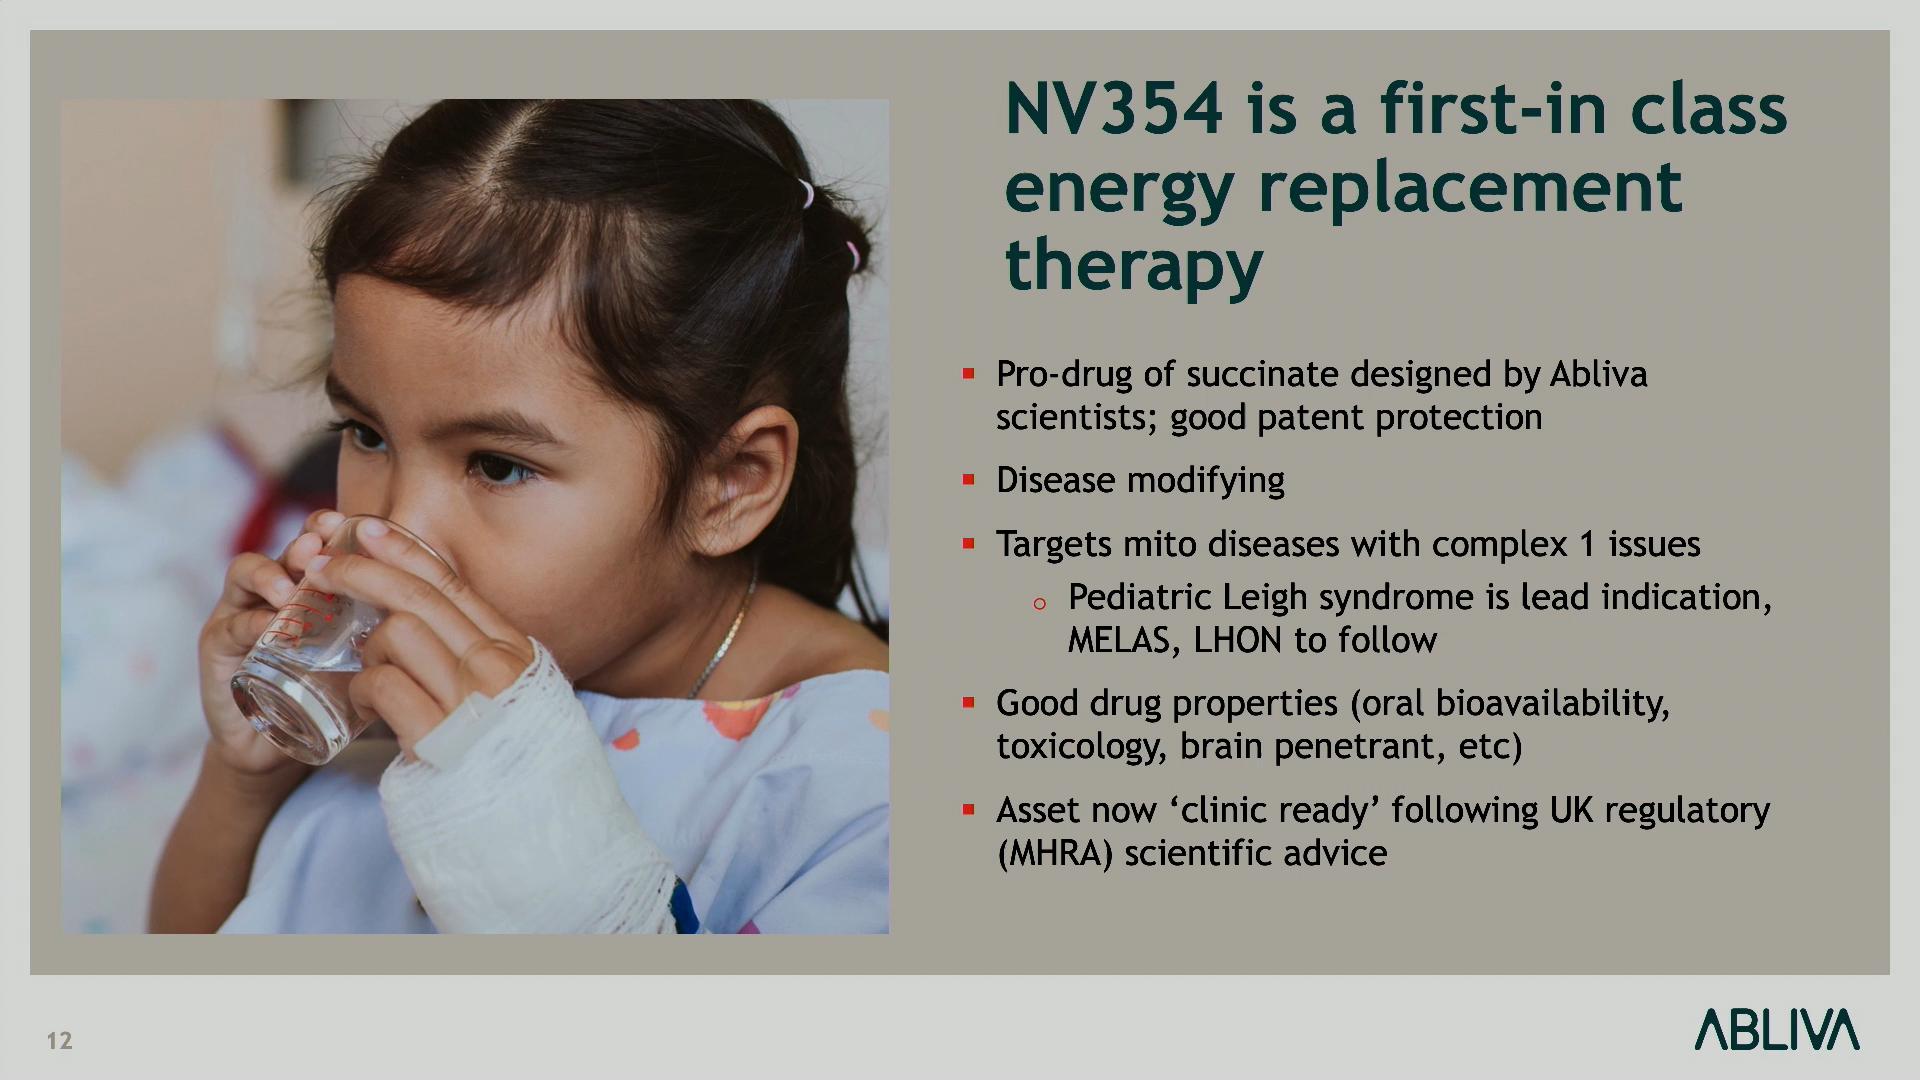 NV354 is a first-in class
energy replacement
therapy
▪ Pro-drug of succinate designed by Abliva
scientists; good patent protection
▪ Disease modifying
▪ Targets mito diseases with complex 1 issues
○ Pediatric Leigh syndrome is lead indication,
MELAS, LHON to follow
▪ Good drug properties (oral bioavailability,
toxicology, brain penetrant, etc)
▪ Asset now ‘clinic ready’ following UK regulatory
(MHRA) scientific advice
12
ABLIVA